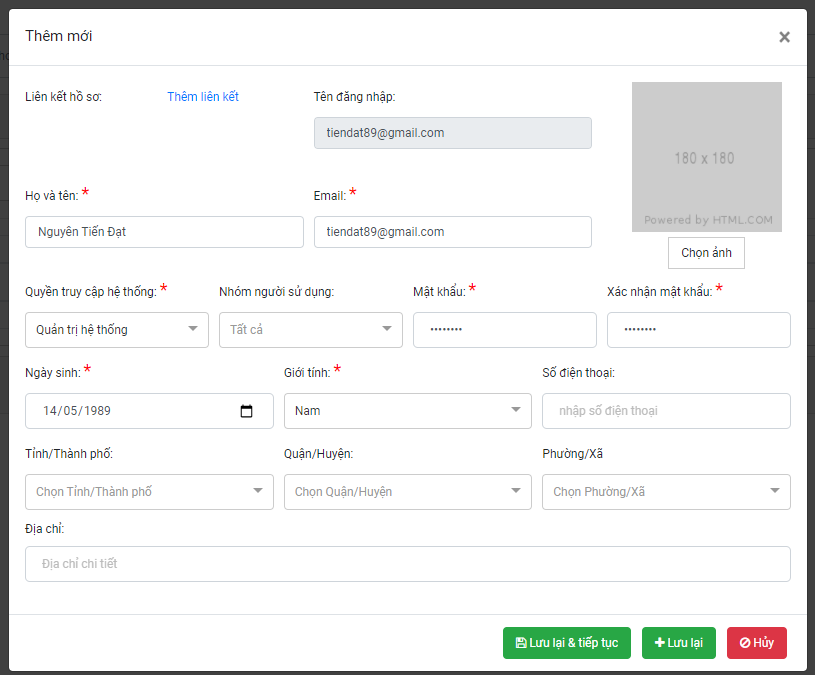 Thêm mới ×
Liên kết hồ sơ: Thêm liên kết Tên đăng nhập:
tiendat89@gmail.com
180 x 180
Powered by HTML.COM
Họ và tên: * Email: *
Nguyên Tiến Đạt tiendat89@gmail.com
Chọn ảnh
Quyền truy cập hệ thống: * Nhóm người sử dụng: Mật khẩu: * Xác nhận mật khẩu: *
Quản trị hệ thống Tất cả •••••••• ••••••••
Ngày sinh: * Giới tính: * Số điện thoại:
14/05/1989 Nam nhập số điện thoại
Tỉnh/Thành phố: Quận/Huyện: Phường/Xã
Chọn Tỉnh/Thành phố Chọn Quận/Huyện Chọn Phường/Xã
Địa chỉ:
Địa chỉ chi tiết
Lưu lại & tiếp tục Lưu lại Hủy